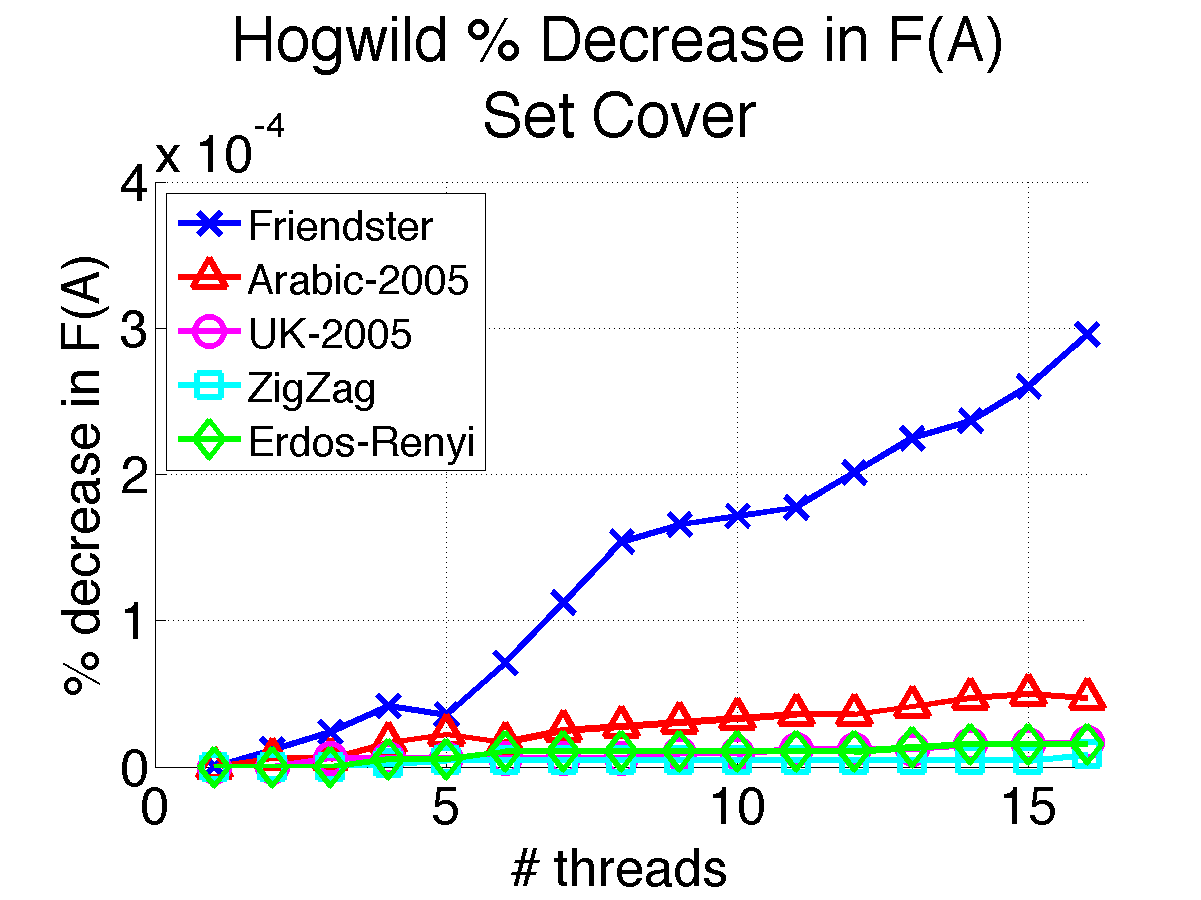 Hogwild % Decrease in F(A)
Set Cover
x 10^-4
4
3
2
1
0
% decrease in F(A)
Friendster
Arabic-2005
UK-2005
ZigZag
Erdos-Renyi
0 5 10 15
# threads